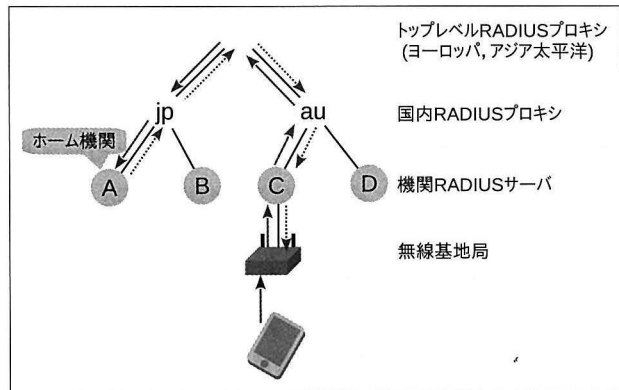 トップレベルRADIUSプロキシ
(ヨーロッパ, アジア太平洋)
jp
au
国内RADIUSプロキシ
ホーム機関
A
B
C
D
機関RADIUSサーバ
無線基地局